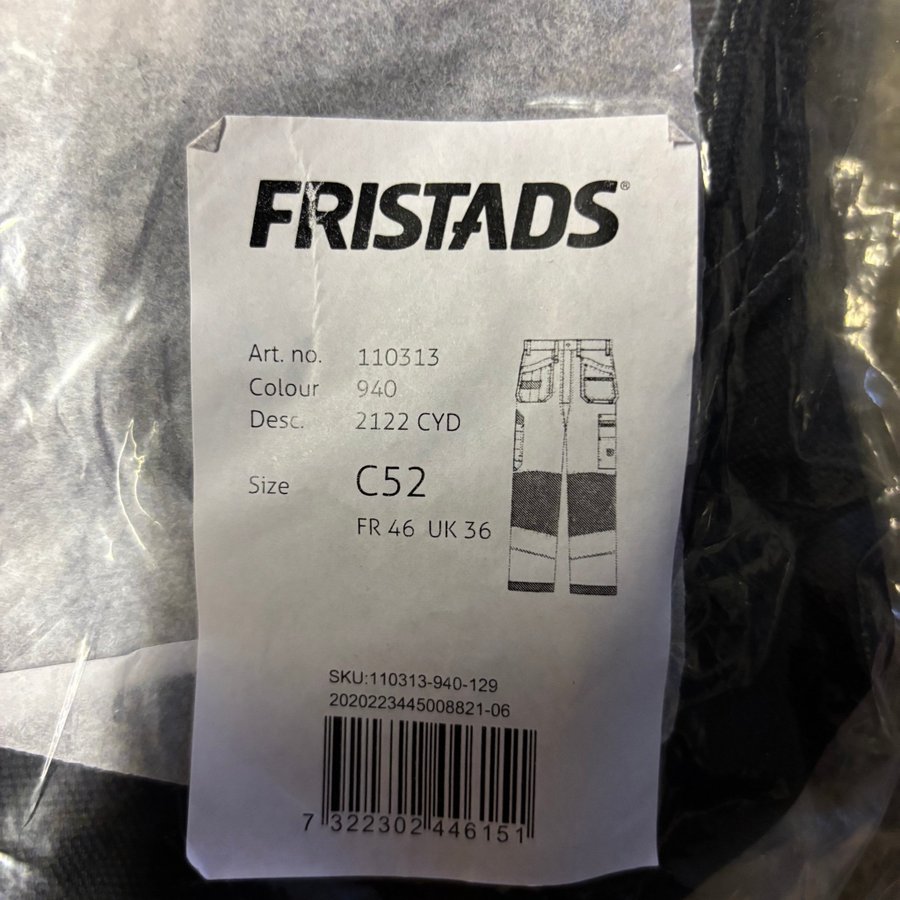 FRISTADS®
Art. no. 110313
Colour 940
Desc. 2122 CYD
Size C52
FR 46 UK 36
SKU:110313-940-129
2020223445008821-06
7 322302 446151